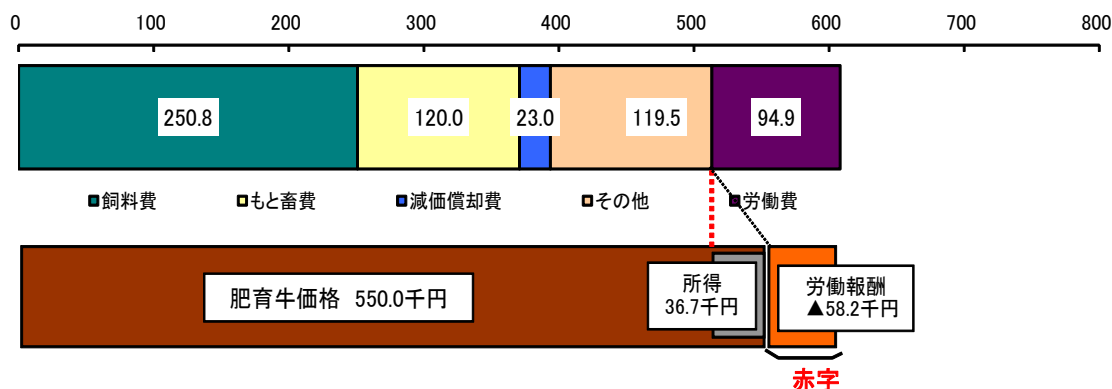 0 100 200 300 400 500 600 700 800
250.8 120.0 23.0 119.5 94.9
飼料費 もと畜費 減価償却費 その他 労働費
肥育牛価格 550.0千円
所得
36.7千円
労働報酬
▲58.2千円
赤字